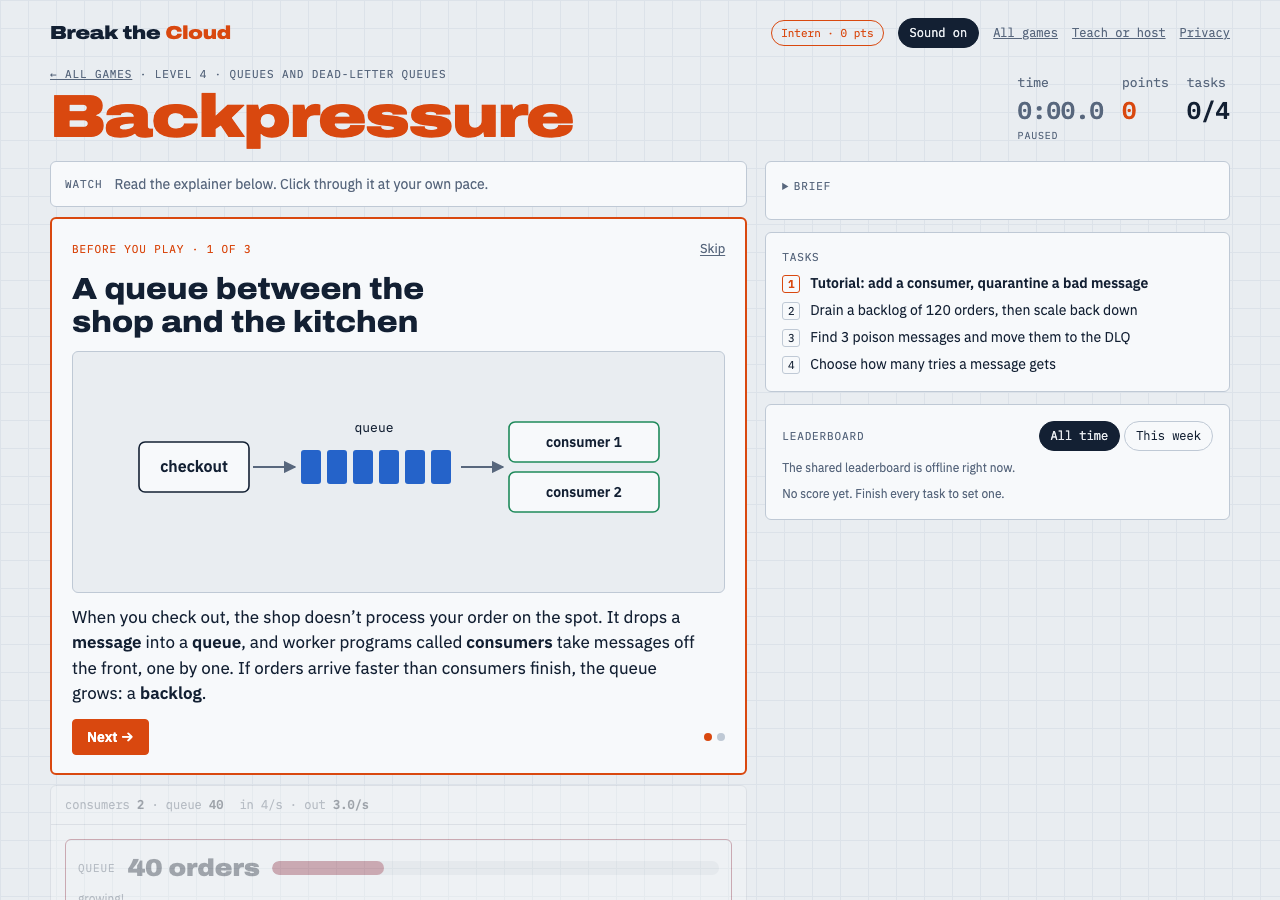 Break the Cloud
Intern · 0 pts
Sound on
All games
Teach or host
Privacy
← ALL GAMES · LEVEL 4 · QUEUES AND DEAD-LETTER QUEUES
Backpressure
time
0:00.0
PAUSED
points
0
tasks
0/4
WATCH Read the explainer below. Click through it at your own pace.
BEFORE YOU PLAY · 1 OF 3
Skip
A queue between the
shop and the kitchen
checkout
queue
consumer 1
consumer 2
When you check out, the shop doesn’t process your order on the spot. It drops a
message into a queue, and worker programs called consumers take messages off
the front, one by one. If orders arrive faster than consumers finish, the queue
grows: a backlog.
Next →
consumers 2 · queue 40 in 4/s · out 3.0/s
QUEUE 40 orders
growing!
▶ BRIEF
TASKS
1 Tutorial: add a consumer, quarantine a bad message
2 Drain a backlog of 120 orders, then scale back down
3 Find 3 poison messages and move them to the DLQ
4 Choose how many tries a message gets
LEADERBOARD
All time
This week
The shared leaderboard is offline right now.
No score yet. Finish every task to set one.